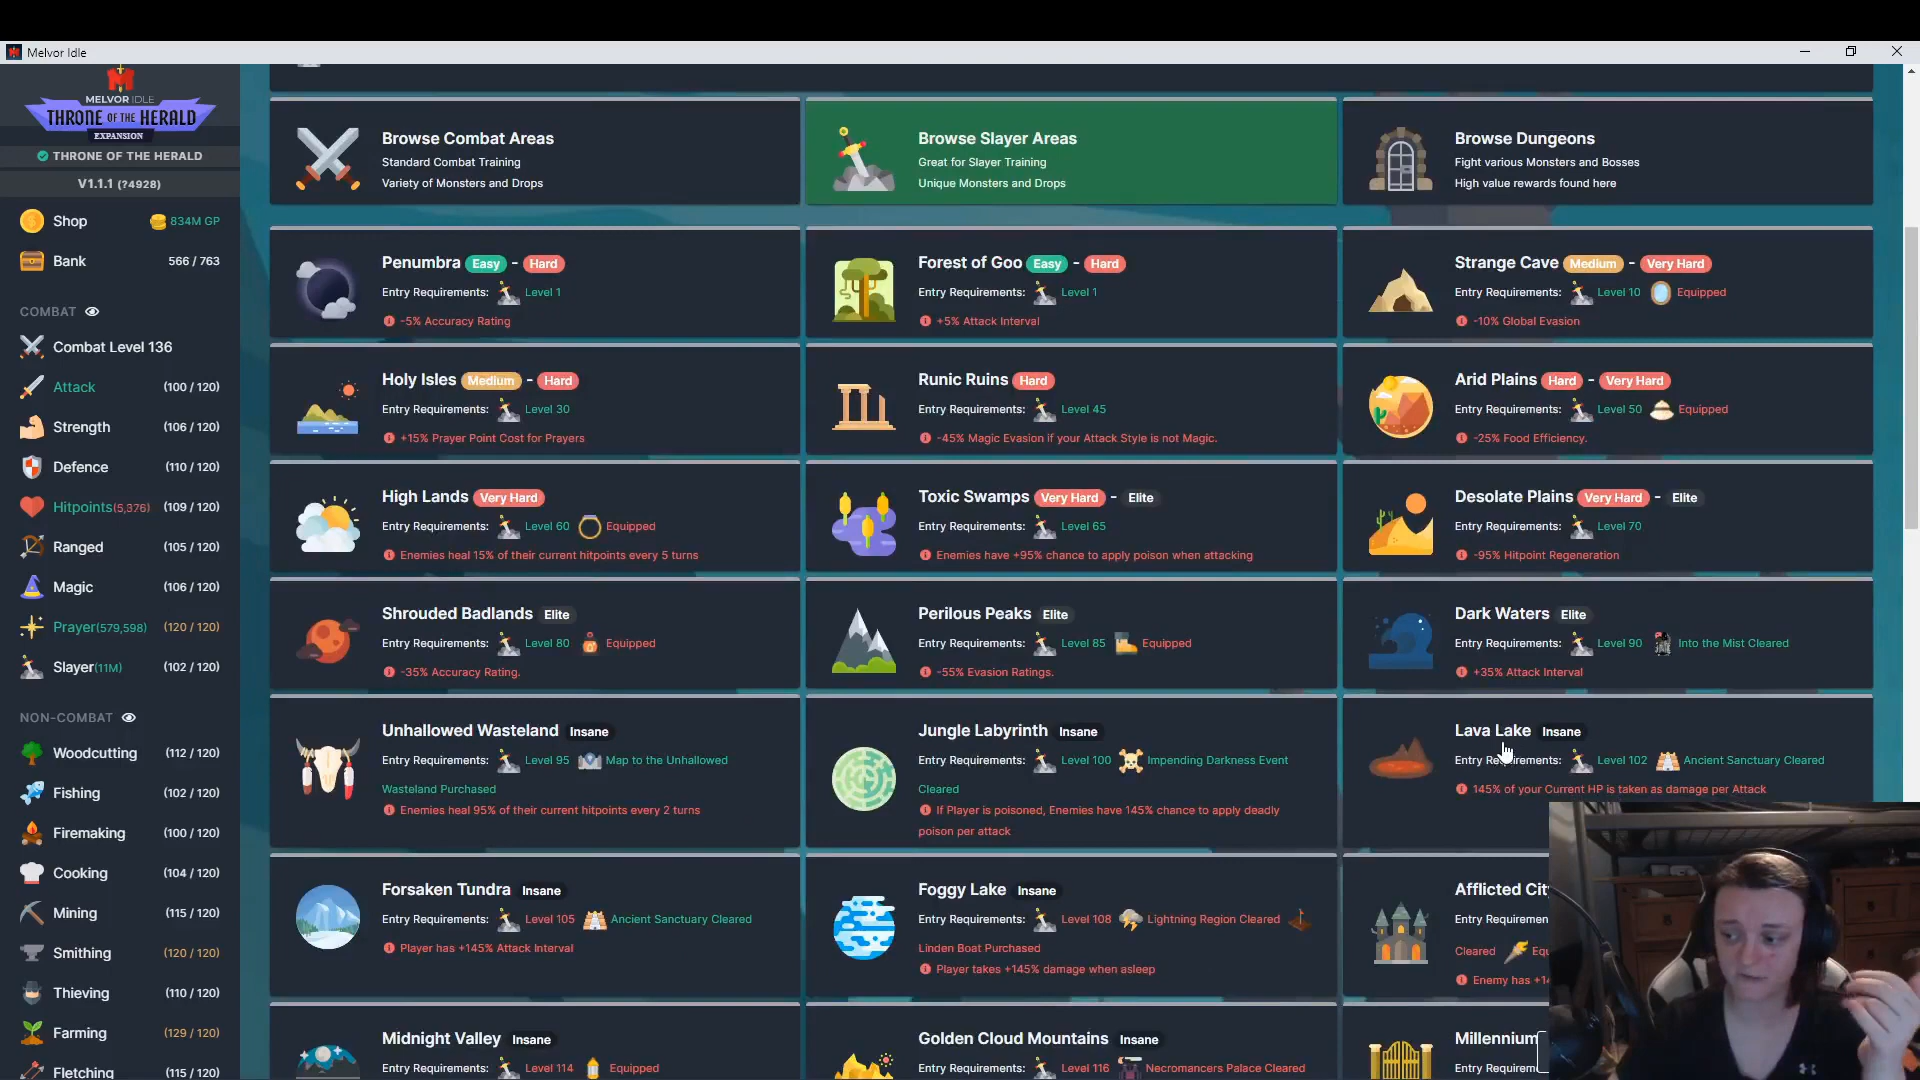 Melvor Idle
MELVOR IDLE
THRONE OF THE HERALD
EXPANSION
THRONE OF THE HERALD
V1.1.1 (?4928)
Shop 834M GP
Bank 566 / 763
COMBAT
Combat Level 136
Attack (100 / 120)
Strength (106 / 120)
Defence (110 / 120)
Hitpoints(5,376) (109 / 120)
Ranged (105 / 120)
Magic (106 / 120)
Prayer(579,598) (120 / 120)
Slayer(11M) (102 / 120)
NON-COMBAT
Woodcutting (112 / 120)
Fishing (102 / 120)
Firemaking (100 / 120)
Cooking (104 / 120)
Mining (115 / 120)
Smithing (120 / 120)
Thieving (110 / 120)
Farming (129 / 120)
Fletching (115 / 120)
Browse Combat Areas
Standard Combat Training
Variety of Monsters and Drops
Browse Slayer Areas
Great for Slayer Training
Unique Monsters and Drops
Browse Dungeons
Fight various Monsters and Bosses
High value rewards found here
Penumbra Easy - Hard
Entry Requirements: Level 1
-5% Accuracy Rating
Forest of Goo Easy - Hard
Entry Requirements: Level 1
+5% Attack Interval
Strange Cave Medium - Very Hard
Entry Requirements: Level 10 Equipped
-10% Global Evasion
Holy Isles Medium - Hard
Entry Requirements: Level 30
+15% Prayer Point Cost for Prayers
Runic Ruins Hard
Entry Requirements: Level 45
-45% Magic Evasion if your Attack Style is not Magic.
Arid Plains Hard - Very Hard
Entry Requirements: Level 50 Equipped
-25% Food Efficiency.
High Lands Very Hard
Entry Requirements: Level 60 Equipped
Enemies heal 15% of their current hitpoints every 5 turns
Toxic Swamps Very Hard - Elite
Entry Requirements: Level 65
Enemies have +95% chance to apply poison when attacking
Desolate Plains Very Hard - Elite
Entry Requirements: Level 70
-95% Hitpoint Regeneration
Shrouded Badlands Elite
Entry Requirements: Level 80 Equipped
-35% Accuracy Rating.
Perilous Peaks Elite
Entry Requirements: Level 85 Equipped
-55% Evasion Ratings.
Dark Waters Elite
Entry Requirements: Level 90 Into the Mist Cleared
+35% Attack Interval
Unhallowed Wasteland Insane
Entry Requirements: Level 95 Map to the Unhallowed
Wasteland Purchased
Enemies heal 95% of their current hitpoints every 2 turns
Jungle Labyrinth Insane
Entry Requirements: Level 100 Impending Darkness Event
Cleared
If Player is poisoned, Enemies have 145% chance to apply deadly
poison per attack
Lava Lake Insane
Entry Requirements: Level 102 Ancient Sanctuary Cleared
145% of your Current HP is taken as damage per Attack
Forsaken Tundra Insane
Entry Requirements: Level 105 Ancient Sanctuary Cleared
Player has +145% Attack Interval
Foggy Lake Insane
Entry Requirements: Level 108 Lightning Region Cleared
Linden Boat Purchased
Player takes +145% damage when asleep
Afflicted City
Entry Requiremen
Cleared Equ
Enemy has +14
Midnight Valley Insane
Entry Requirements: Level 114 Equipped
Golden Cloud Mountains Insane
Entry Requirements: Level 116 Necromancers Palace Cleared
Millennium
Entry Requirem